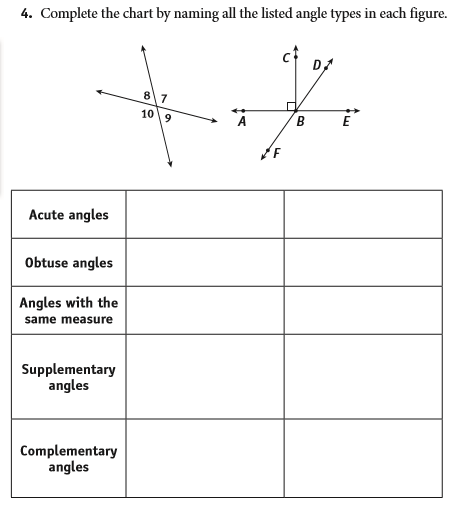 4. Complete the chart by naming all the listed angle types in each figure.
8 7
10 9
C D
A B E
F
Acute angles
Obtuse angles
Angles with the
same measure
Supplementary
angles
Complementary
angles